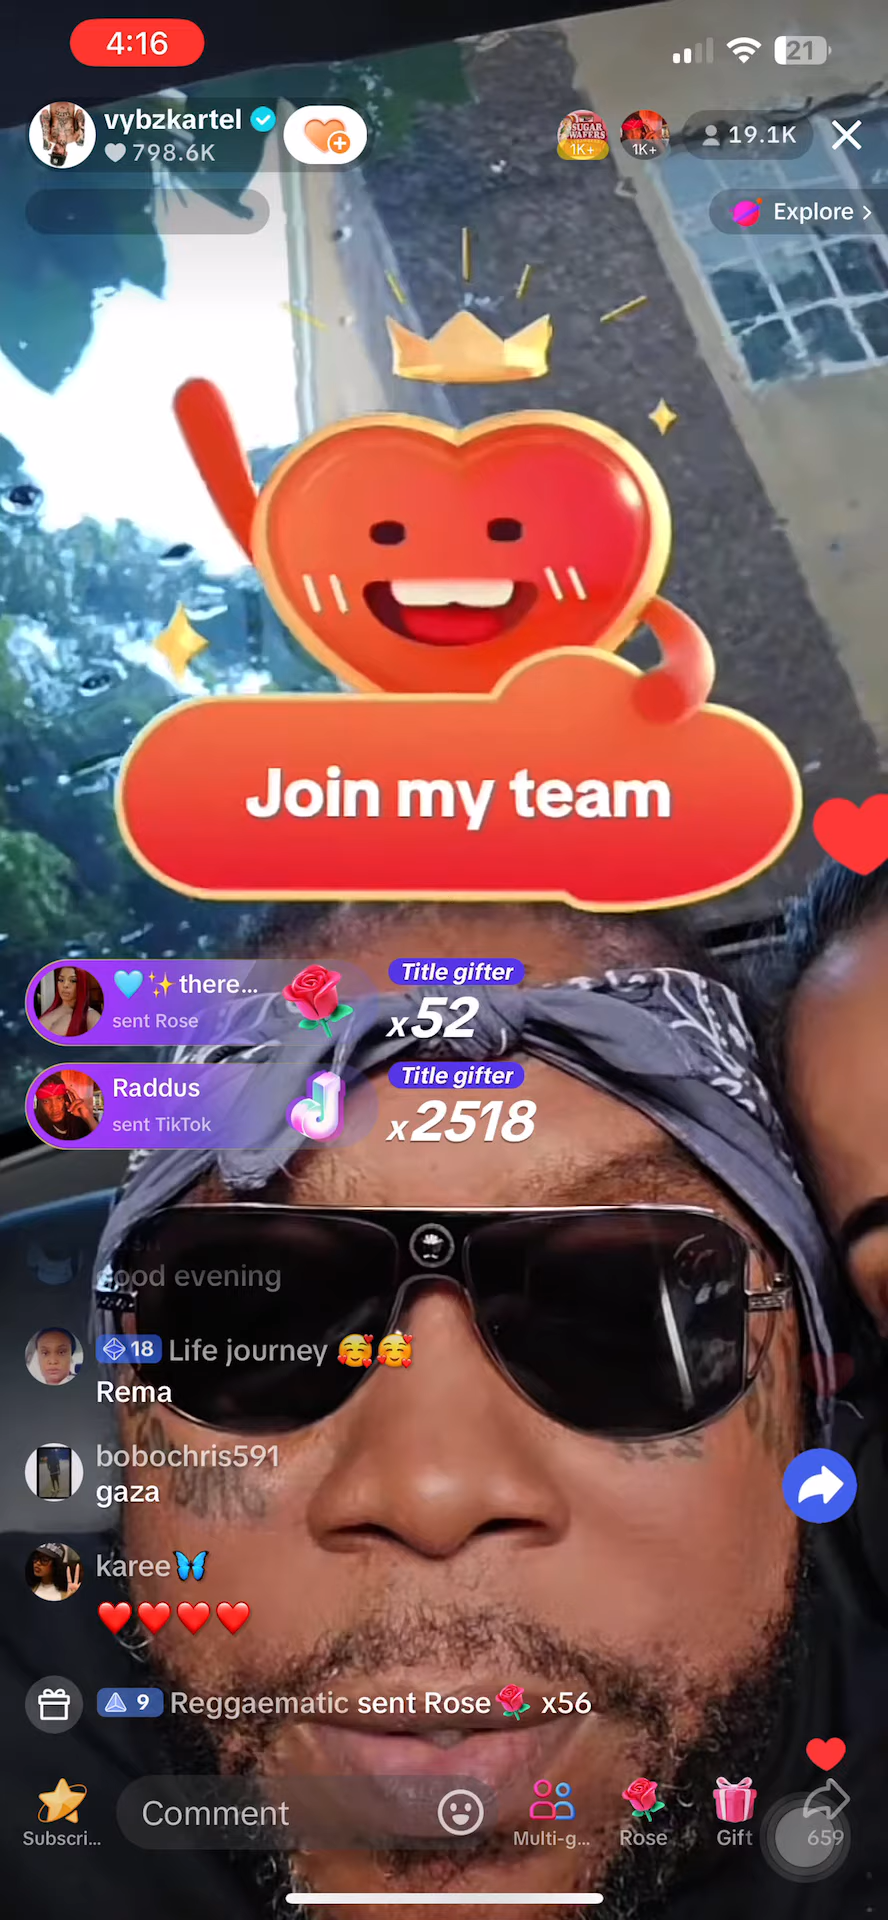 4:16
21
vybzkartel
798.6K
SUGAR
WAFERS
1K+
1K+
19.1K
Explore >
Join my team
there...
sent Rose
Title gifter
x52
Raddus
sent TikTok
Title gifter
x2518
good evening
18 Life journey 🥰🥰
Rema
bobochris591
gaza
karee🦋
❤️❤️❤️❤️
9 Reggaematic sent Rose🌹 x56
Subscri...
Comment
Multi-g...
Rose
Gift
659